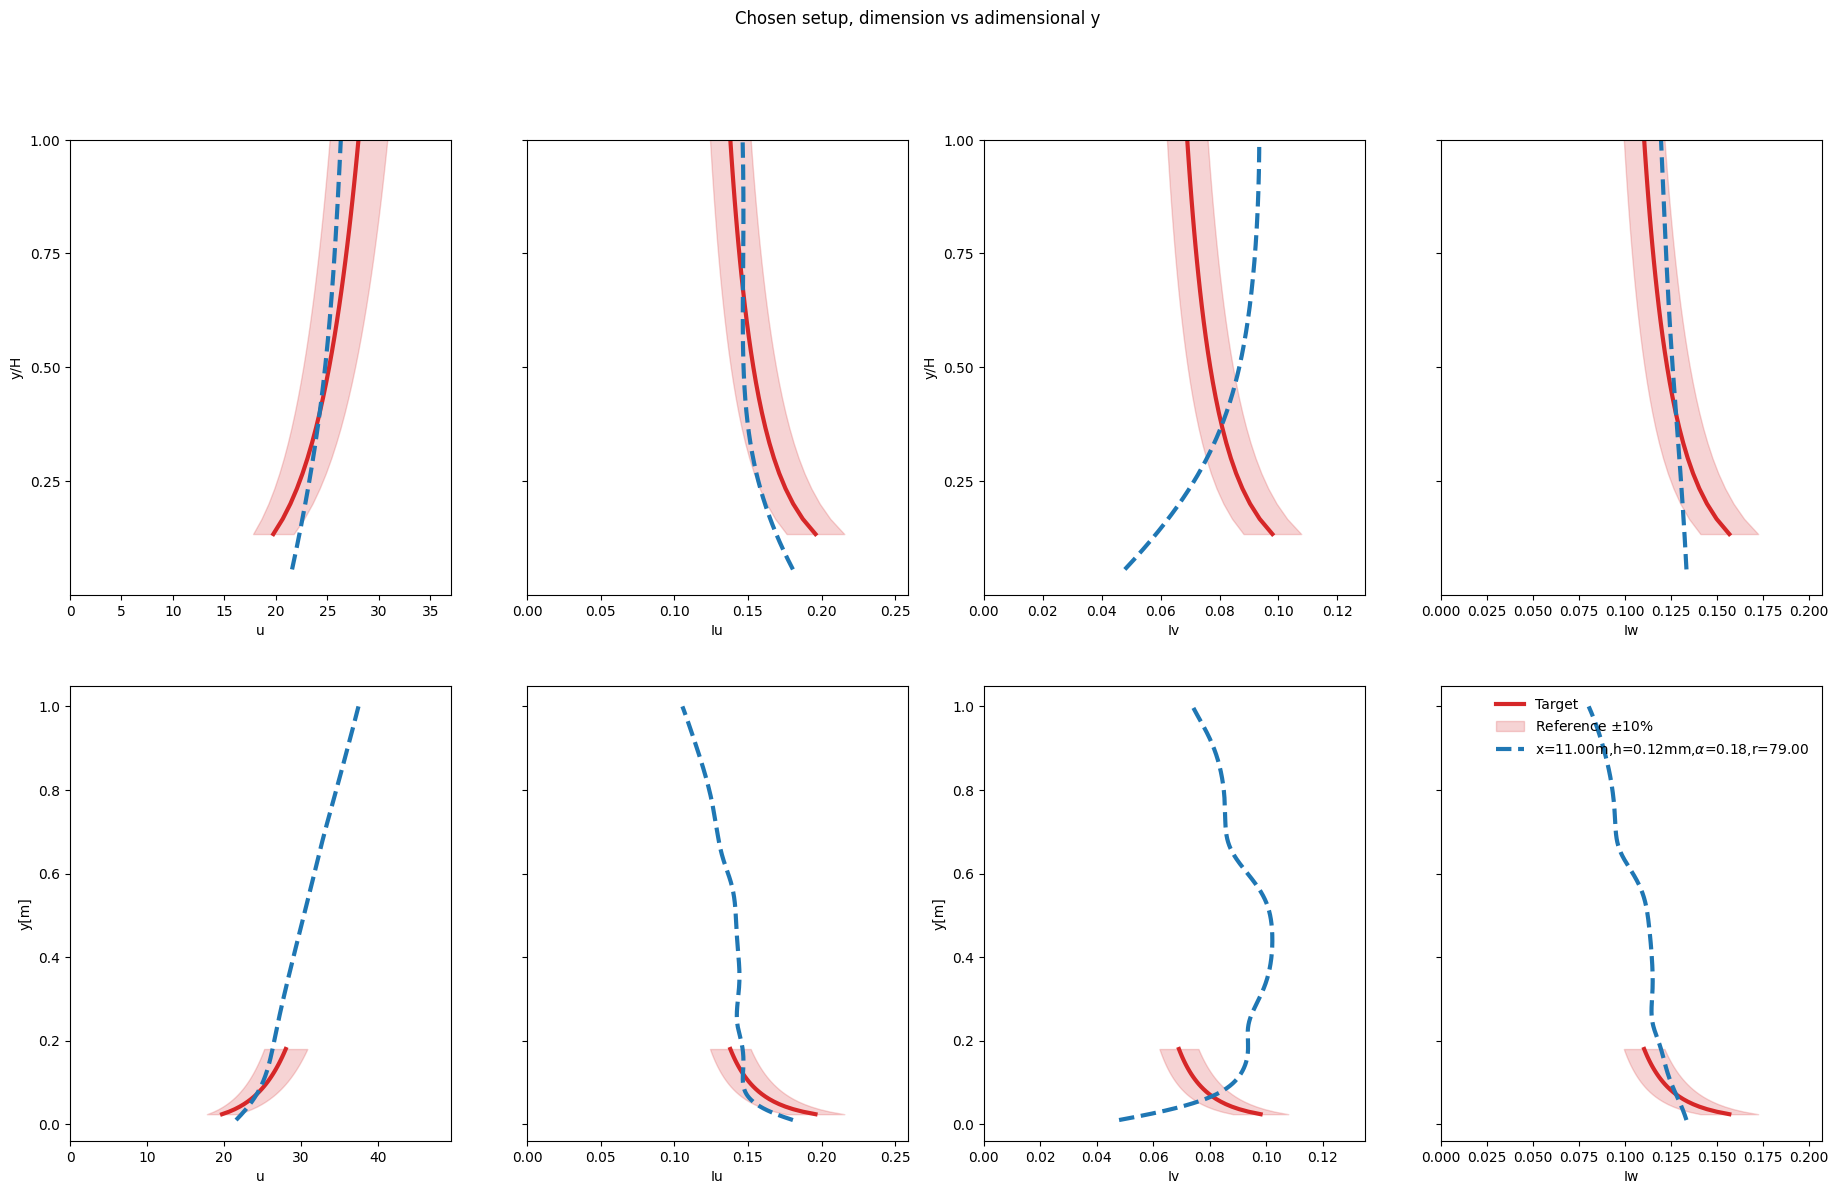 Chosen setup, dimension vs adimensional y
1.00
0.75
0.50
0.25
y/H
0 5 10 15 20 25 30 35
u
0.00 0.05 0.10 0.15 0.20 0.25
Iu
1.00
0.75
0.50
0.25
y/H
0.00 0.02 0.04 0.06 0.08 0.10 0.12
Iv
0.000 0.025 0.050 0.075 0.100 0.125 0.150 0.175 0.200
Iw
1.0
0.8
0.6
0.4
0.2
0.0
y[m]
0 10 20 30 40
u
0.00 0.05 0.10 0.15 0.20 0.25
Iu
1.0
0.8
0.6
0.4
0.2
0.0
y[m]
0.00 0.02 0.04 0.06 0.08 0.10 0.12
Iv
Target
Reference ±10%
x=11.00m,h=0.12mm,α=0.18,r=79.00
0.000 0.025 0.050 0.075 0.100 0.125 0.150 0.175 0.200
Iw